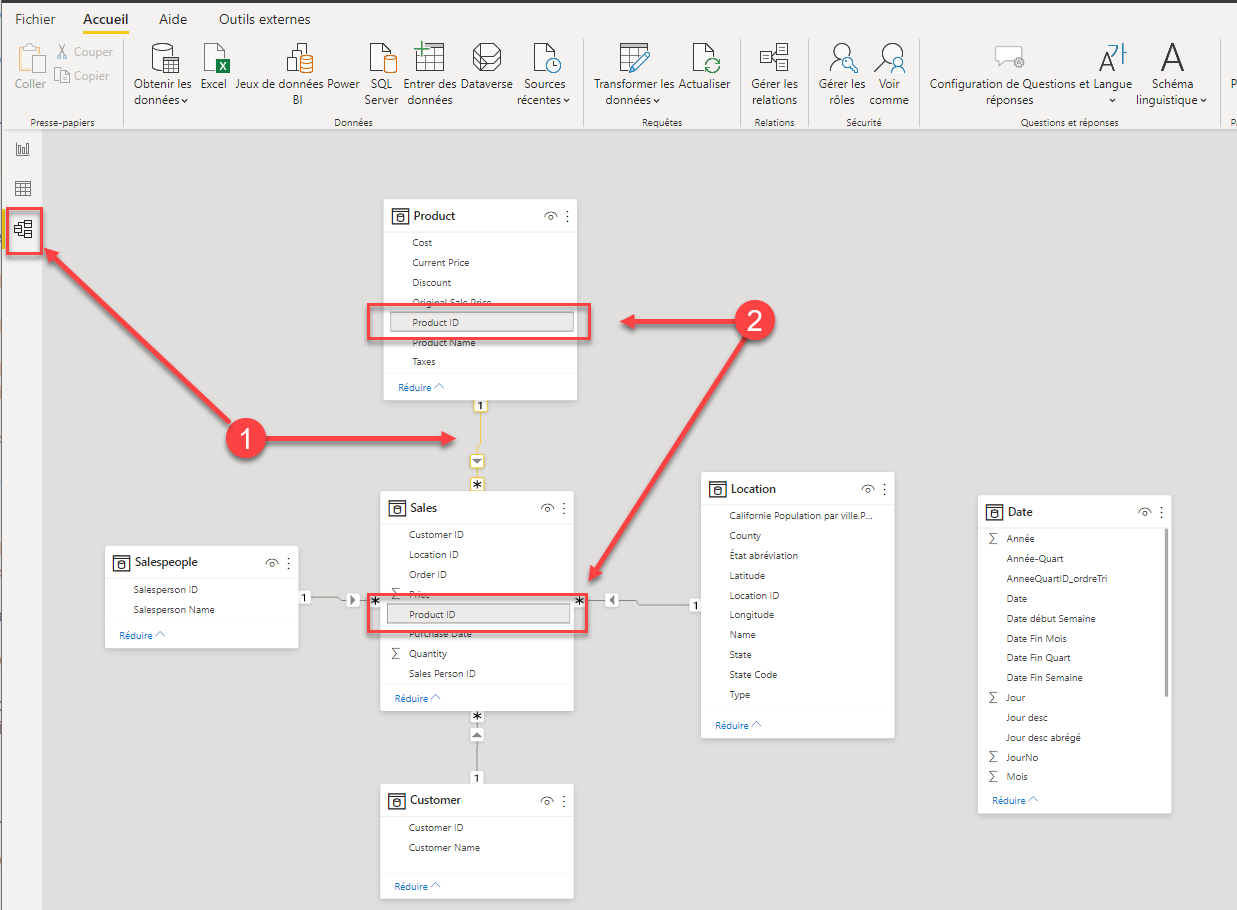 Fichier Accueil Aide Outils externes
Coller
Couper
Copier
Presse-papiers
Obtenir les données
Excel
Jeux de données Power BI
SQL Server
Entrer des données
Dataverse
Sources récentes
Données
Transformer les données
Actualiser
Requêtes
Gérer les relations
Relations
Gérer les rôles
Voir comme
Sécurité
Configuration de Questions et réponses
Langue
Schéma linguistique
Questions et réponses
Product
Cost
Current Price
Discount
Original Sale Price
Product ID
Product Name
Taxes
Réduire
1
2
1
*
Sales
Customer ID
Location ID
Order ID
Price
Product ID
Purchase Date
Quantity
Sales Person ID
Réduire
Salespeople
Salesperson ID
Salesperson Name
Réduire
1
*
*
1
Location
Californie Population par ville.P...
County
État abréviation
Latitude
Location ID
Longitude
Name
State
State Code
Type
Réduire
Date
Année
Année-Quart
AnneeQuartID_ordreTri
Date
Date début Semaine
Date Fin Mois
Date Fin Quart
Date Fin Semaine
Jour
Jour desc
Jour desc abrégé
JourNo
Mois
Réduire
*
1
Customer
Customer ID
Customer Name
Réduire